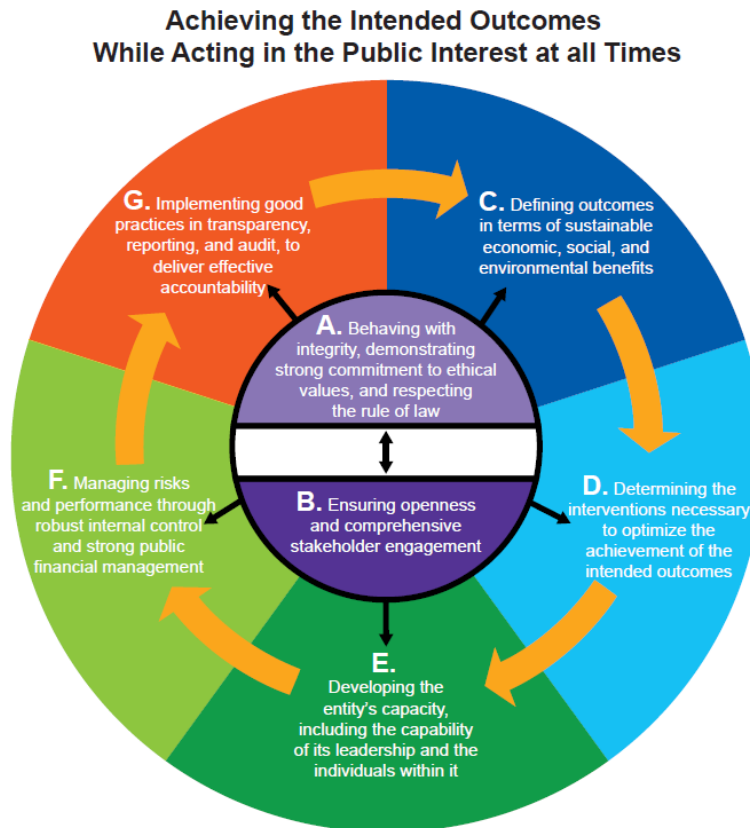 Achieving the Intended Outcomes
While Acting in the Public Interest at all Times
G. Implementing good
practices in transparency,
reporting, and audit, to
deliver effective
accountability
C. Defining outcomes
in terms of sustainable
economic, social, and
environmental benefits
A. Behaving with
integrity, demonstrating
strong commitment to ethical
values, and respecting
the rule of law
B. Ensuring openness
and comprehensive
stakeholder engagement
F. Managing risks
and performance through
robust internal control
and strong public
financial management
D. Determining the
interventions necessary
to optimize the
achievement of the
intended outcomes
E.
Developing the
entity's capacity,
including the capability
of its leadership and the
individuals within it